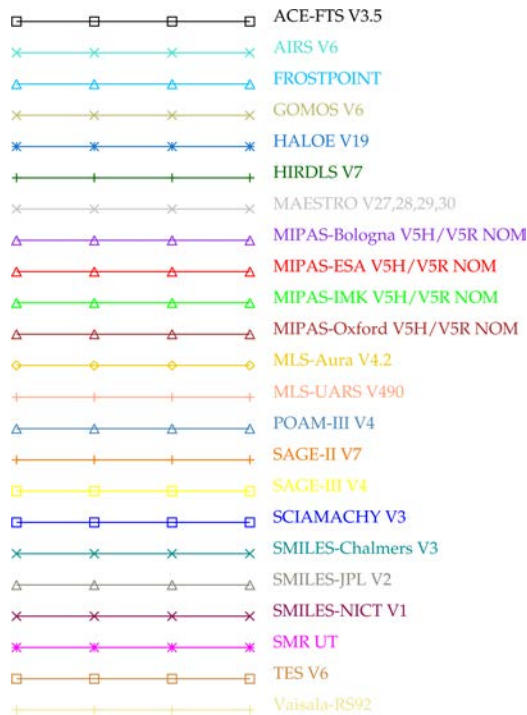 ACE-FTS V3.5
AIRS V6
FROSTPOINT
GOMOS V6
HALOE V19
HIRDLS V7
MAESTRO V27,28,29,30
MIPAS-Bologna V5H/V5R NOM
MIPAS-ESA V5H/V5R NOM
MIPAS-IMK V5H/V5R NOM
MIPAS-Oxford V5H/V5R NOM
MLS-Aura V4.2
MLS-UARS V490
POAM-III V4
SAGE-II V7
SAGE-III V4
SCIAMACHY V3
SMILES-Chalmers V3
SMILES-JPL V2
SMILES-NICT V1
SMR UT
TES V6
Vaisala-RS92